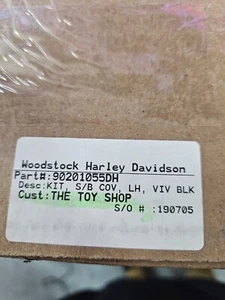 Woodstock Harley Davidson
Part#:90201055DH
Desc:KIT, S/B COV, LH, VIV BLK
Cust:THE TOY SHOP
S/O # :190705